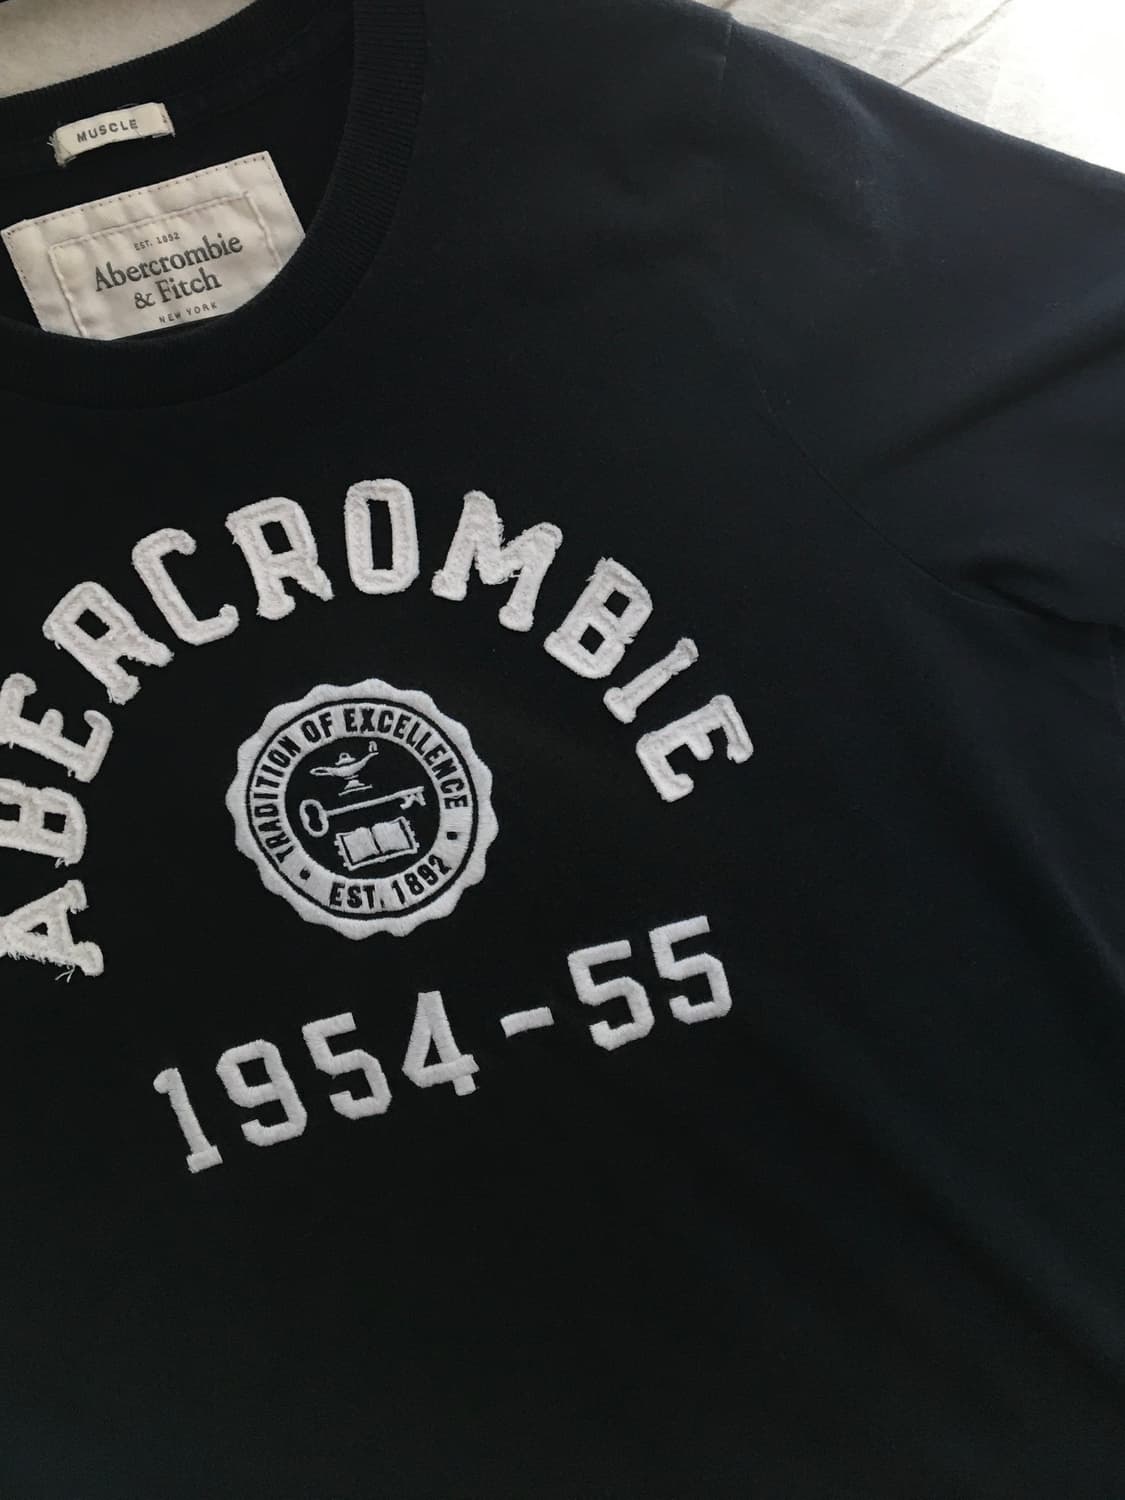 MUSCLE
EST. 1892
Abercrombie
& Fitch
NEW YORK
ABERCROMBIE
TRADITION OF EXCELLENCE
• EST. 1892 •
1954-55